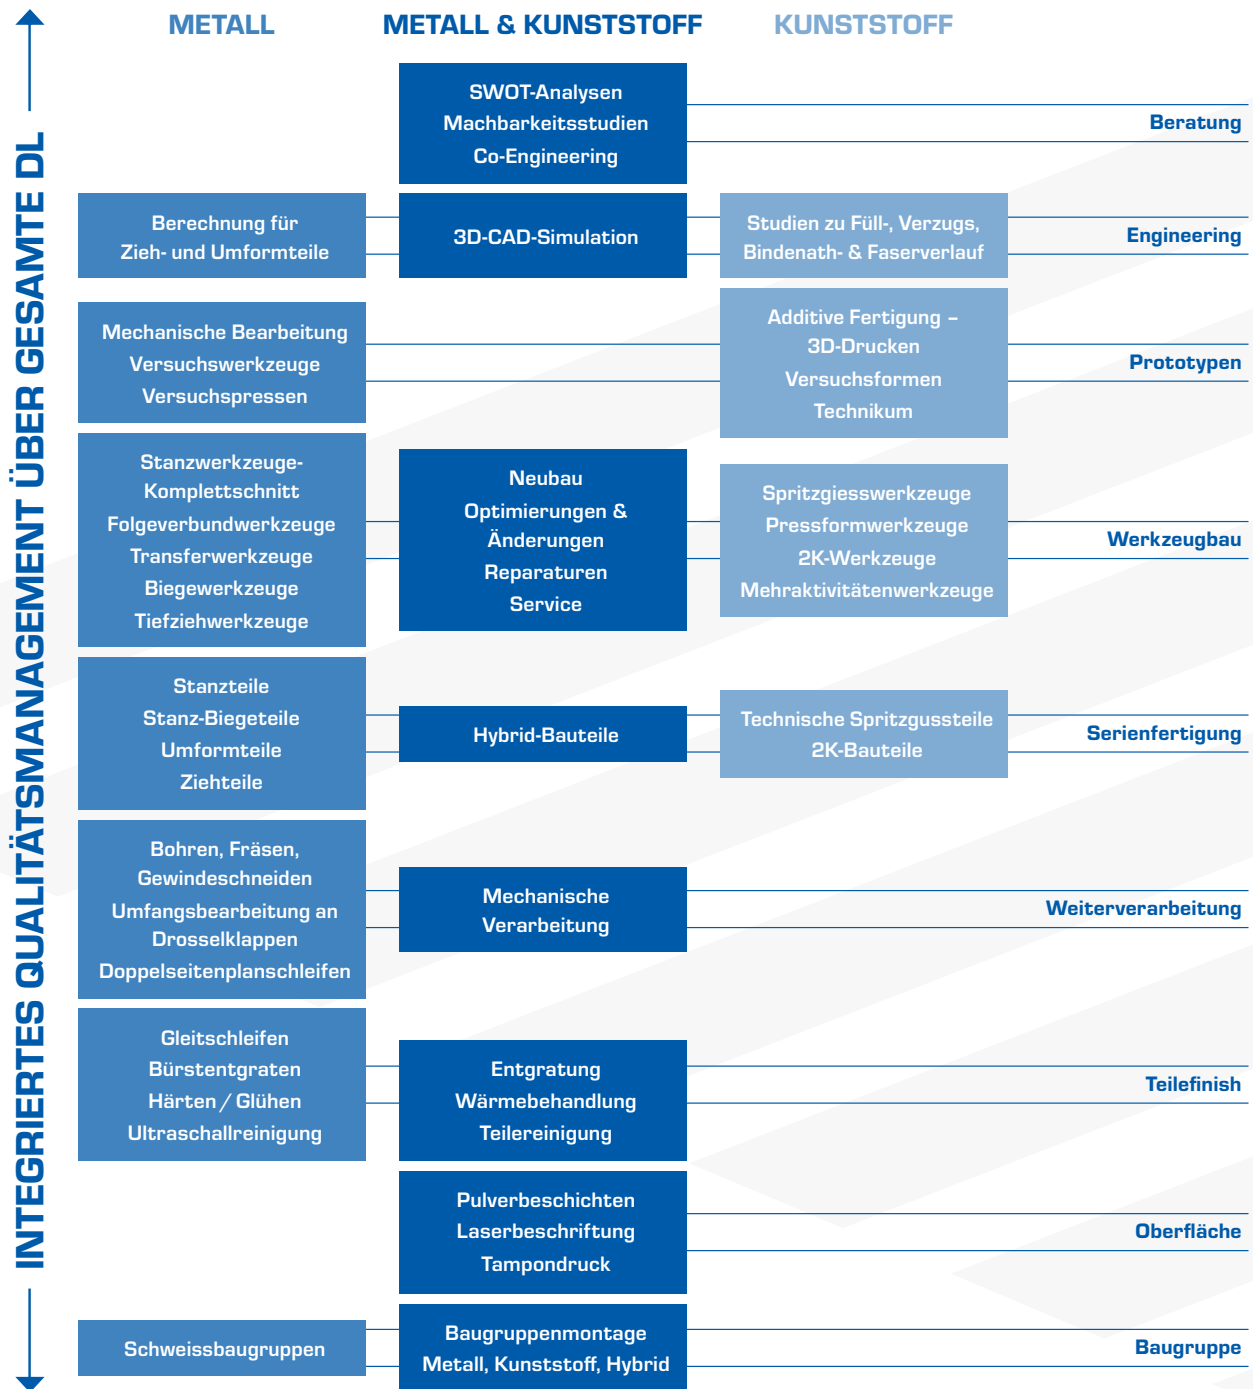 INTEGRIERTES QUALITÄTSMANAGEMENT ÜBER GESAMTE DL
METALL
METALL & KUNSTSTOFF
KUNSTSTOFF
SWOT-Analysen
Machbarkeitsstudien
Co-Engineering
Beratung
Berechnung für
Zieh- und Umformteile
3D-CAD-Simulation
Studien zu Füll-, Verzugs,
Bindenath- & Faserverlauf
Engineering
Mechanische Bearbeitung
Versuchswerkzeuge
Versuchspressen
Additive Fertigung –
3D-Drucken
Versuchsformen
Technikum
Prototypen
Stanzwerkzeuge-
Komplettschnitt
Folgeverbundwerkzeuge
Transferwerkzeuge
Biegewerkzeuge
Tiefziehwerkzeuge
Neubau
Optimierungen &
Änderungen
Reparaturen
Service
Spritzgiesswerkzeuge
Pressformwerkzeuge
2K-Werkzeuge
Mehraktivitätenwerkzeuge
Werkzeugbau
Stanzteile
Stanz-Biegeteile
Umformteile
Ziehteile
Hybrid-Bauteile
Technische Spritzgussteile
2K-Bauteile
Serienfertigung
Bohren, Fräsen,
Gewindeschneiden
Umfangsbearbeitung an
Drosselklappen
Doppelseitenplanschleifen
Mechanische
Verarbeitung
Weiterverarbeitung
Gleitschleifen
Bürstentgraten
Härten / Glühen
Ultraschallreinigung
Entgratung
Wärmebehandlung
Teilereinigung
Teilefinish
Pulverbeschichten
Laserbeschriftung
Tampondruck
Oberfläche
Schweissbaugruppen
Baugruppenmontage
Metall, Kunststoff, Hybrid
Baugruppe